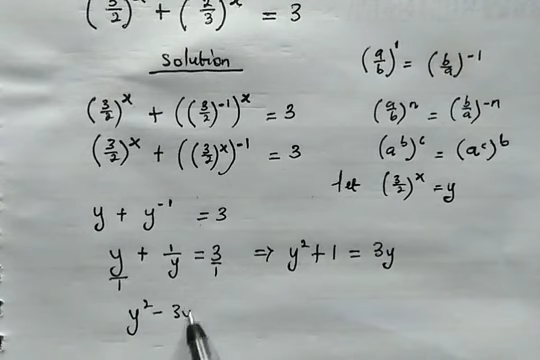 (3/2)^x + (2/3)^x = 3
Solution
(a/b)^1 = (b/a)^-1
(3/2)^x + ((3/2)^-1)^x = 3
(a/b)^n = (b/a)^-n
(3/2)^x + ((3/2)^x)^-1 = 3
(a^b)^c = (a^c)^b
let (3/2)^x = y
y + y^-1 = 3
y/1 + 1/y = 3/1 ⇒ y^2 + 1 = 3y
y^2 - 3y